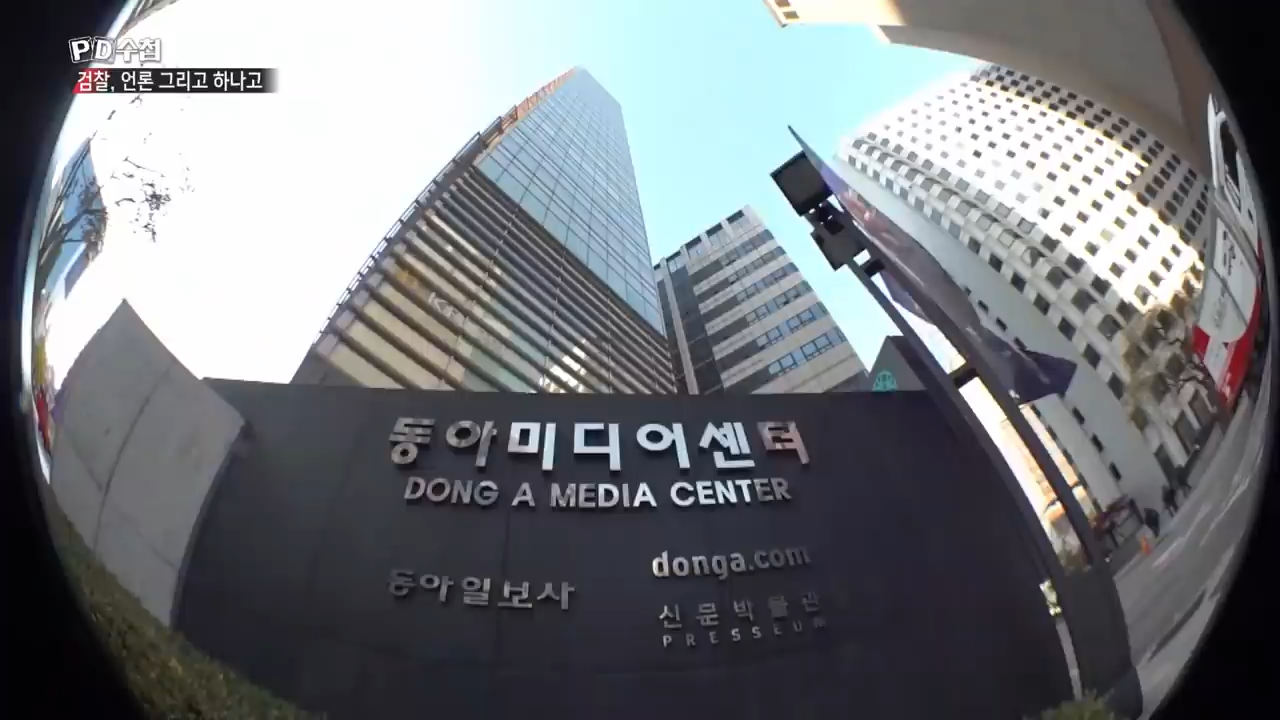 PD수첩
검찰, 언론 그리고 하나고
동아미디어센터
DONG A MEDIA CENTER
donga.com
동아일보사
신문박물관
PRESSEUM